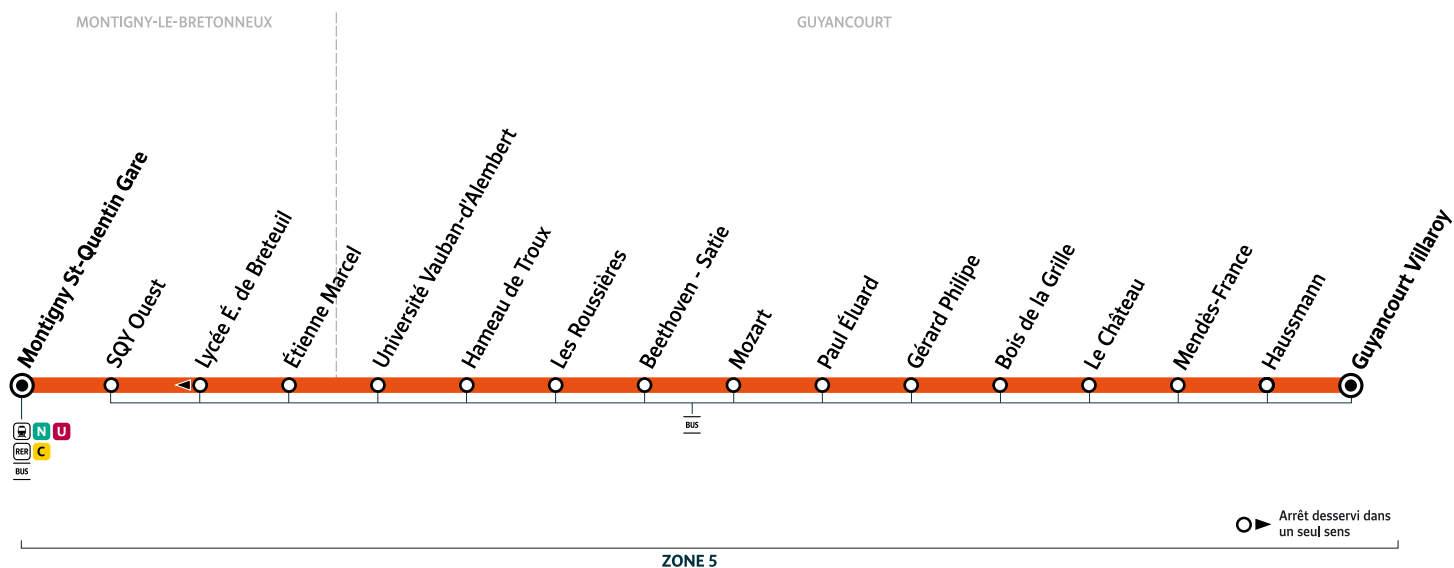 MONTIGNY-LE-BRETONNEUX
GUYANCOURT
Montigny St-Quentin Gare
SQY Ouest
Lycée É. de Breteuil
Étienne Marcel
Université Vauban-d'Alembert
Hameau de Troux
Les Roussières
Beethoven - Satie
Mozart
Paul Éluard
Gérard Philipe
Bois de la Grille
Le Château
Mendès-France
Haussmann
Guyancourt Villaroy
N U
RER C
BUS
BUS
Arrêt desservi dans
un seul sens
ZONE 5